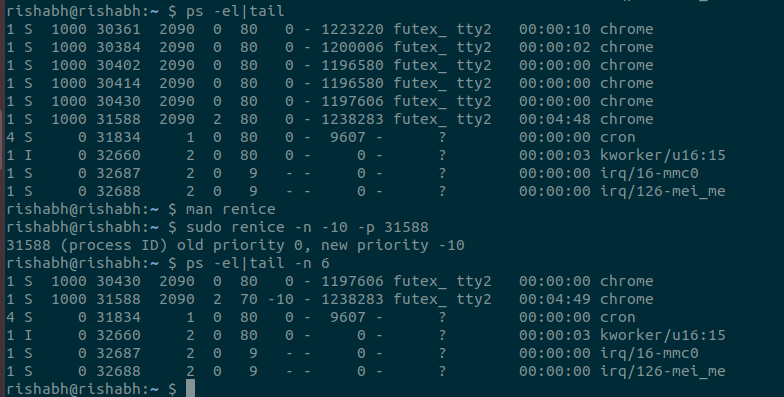 rishabh@rishabh:~ $ ps -el|tail
1 S  1000 30361  2090  0  80   0 - 1223220 futex_ tty2   00:00:10 chrome
1 S  1000 30384  2090  0  80   0 - 1200006 futex_ tty2   00:00:02 chrome
1 S  1000 30402  2090  0  80   0 - 1196580 futex_ tty2   00:00:00 chrome
1 S  1000 30414  2090  0  80   0 - 1196580 futex_ tty2   00:00:00 chrome
1 S  1000 30430  2090  0  80   0 - 1197606 futex_ tty2   00:00:00 chrome
1 S  1000 31588  2090  2  80   0 - 1238283 futex_ tty2   00:04:48 chrome
4 S     0 31834     1  0  80   0 -  9607 -      ?        00:00:00 cron
1 I     0 32660     2  0  80   0 -     0 -      ?        00:00:03 kworker/u16:15
1 S     0 32687     2  0   9   - -     0 -      ?        00:00:00 irq/16-mmc0
1 S     0 32688     2  0   9   - -     0 -      ?        00:00:00 irq/126-mei_me
rishabh@rishabh:~ $ man renice
rishabh@rishabh:~ $ sudo renice -n -10 -p 31588
31588 (process ID) old priority 0, new priority -10
rishabh@rishabh:~ $ ps -el|tail -n 6
1 S  1000 30430  2090  0  80   0 - 1197606 futex_ tty2   00:00:00 chrome
1 S  1000 31588  2090  2  70 -10 - 1238283 futex_ tty2   00:04:49 chrome
4 S     0 31834     1  0  80   0 -  9607 -      ?        00:00:00 cron
1 I     0 32660     2  0  80   0 -     0 -      ?        00:00:03 kworker/u16:15
1 S     0 32687     2  0   9   - -     0 -      ?        00:00:00 irq/16-mmc0
1 S     0 32688     2  0   9   - -     0 -      ?        00:00:00 irq/126-mei_me
rishabh@rishabh:~ $